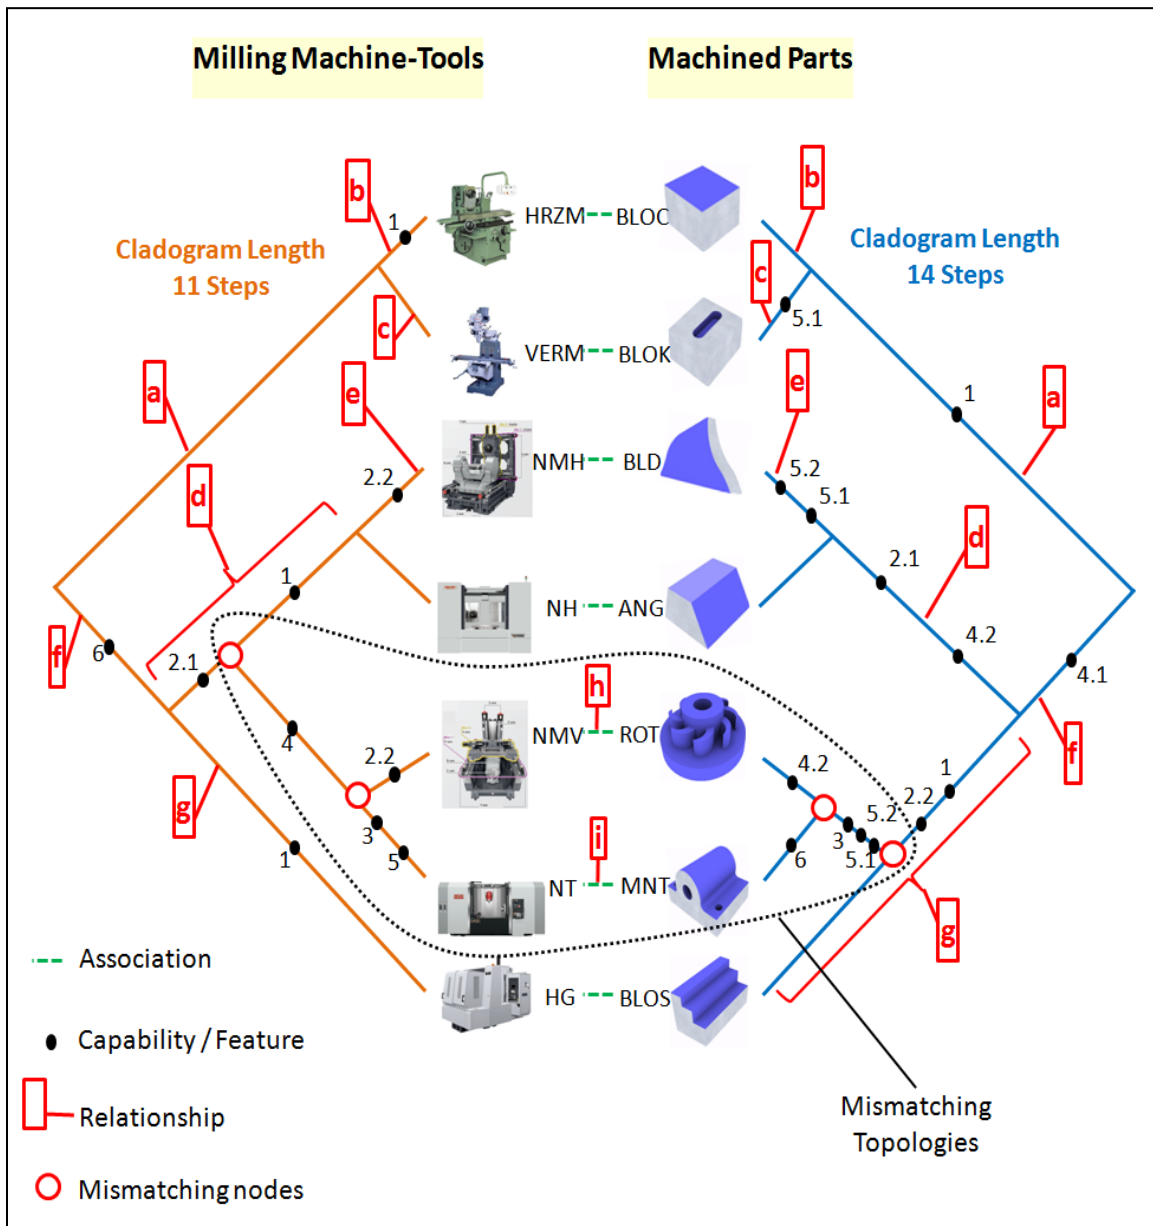 Milling Machine-Tools
Machined Parts
b
b
1
HRZM
BLOC
Cladogram Length
11 Steps
Cladogram Length
14 Steps
c
c
5.1
VERM
BLOK
a
e
e
a
1
2.2
NMH
BLD
5.2
5.1
d
d
1
2.1
NH
ANG
f
6
2.1
4.2
4.1
h
NMV
ROT
f
4
2.2
4.2
1
g
5.2
2.2
3
3
5.1
6
1
5
i
NT
MNT
g
Association
HG
BLOS
Capability / Feature
Relationship
Mismatching
Topologies
Mismatching nodes